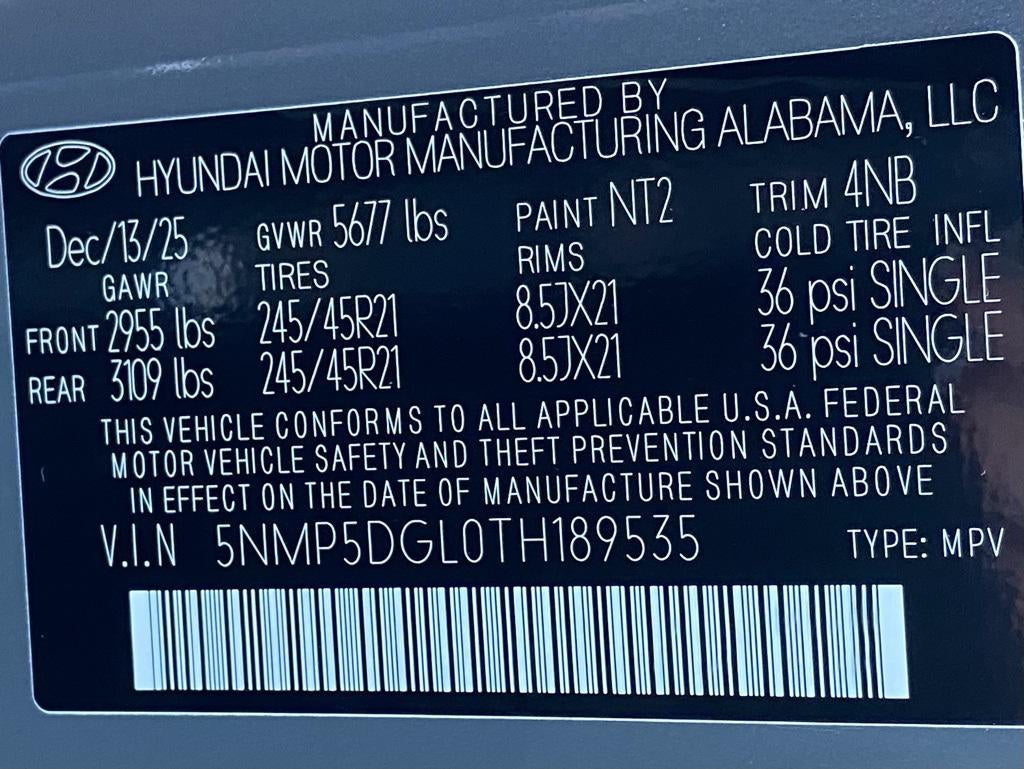 MANUFACTURED BY
HYUNDAI MOTOR MANUFACTURING ALABAMA, LLC
Dec/13/25 GVWR 5677 lbs PAINT NT2 TRIM 4NB
GAWR TIRES RIMS COLD TIRE INFL
FRONT 2955 lbs 245/45R21 8.5JX21 36 psi SINGLE
REAR 3109 lbs 245/45R21 8.5JX21 36 psi SINGLE
THIS VEHICLE CONFORMS TO ALL APPLICABLE U.S.A. FEDERAL
MOTOR VEHICLE SAFETY AND THEFT PREVENTION STANDARDS
IN EFFECT ON THE DATE OF MANUFACTURE SHOWN ABOVE
V.I.N 5NMP5DGL0TH189535 TYPE: MPV